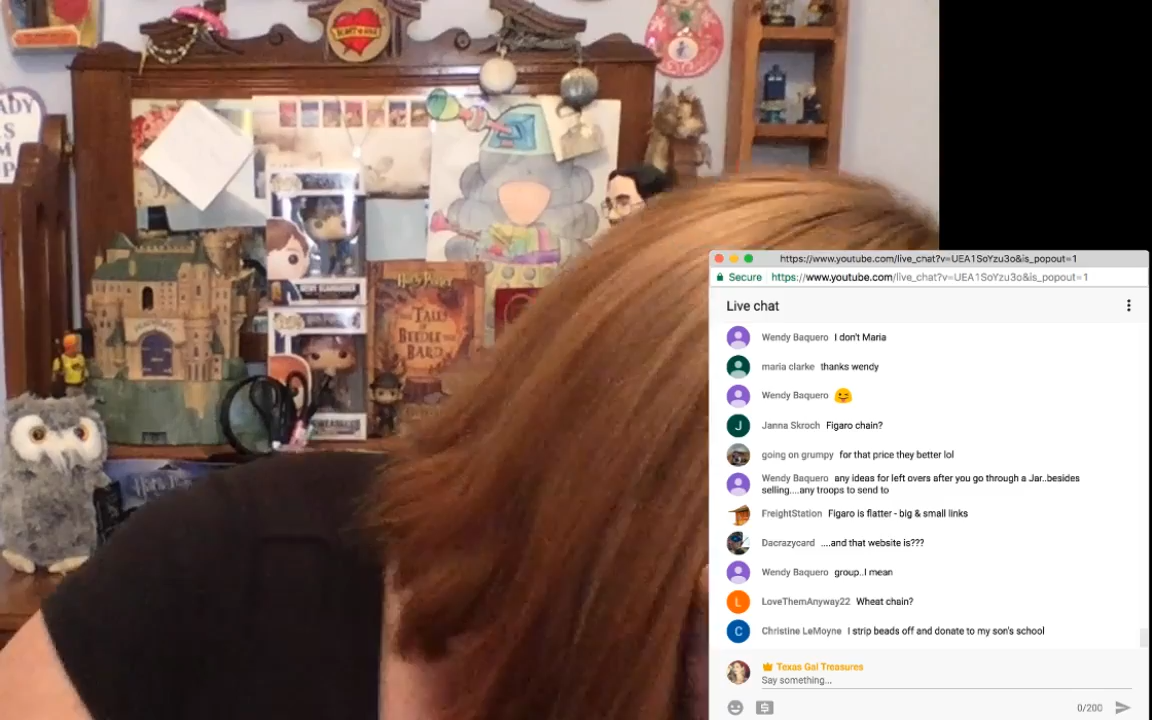 ADY
S
M
P
Harry Potter
THE TALES
OF
BEEDLE THE
BARD
https://www.youtube.com/live_chat?v=UEA1SoYzu3o&is_popout=1
Secure https://www.youtube.com/live_chat?v=UEA1SoYzu3o&is_popout=1
Live chat
Wendy Baquero I don't Maria
maria clarke thanks wendy
Wendy Baquero 🤗
J Janna Skroch Figaro chain?
going on grumpy for that price they better lol
Wendy Baquero any ideas for left overs after you go through a Jar..besides
selling....any troops to send to
FreightStation Figaro is flatter - big & small links
Dacrazycard ....and that website is???
Wendy Baquero group..I mean
L LoveThemAnyway22 Wheat chain?
C Christine LeMoyne I strip beads off and donate to my son's school
Texas Gal Treasures
Say something...
0/200